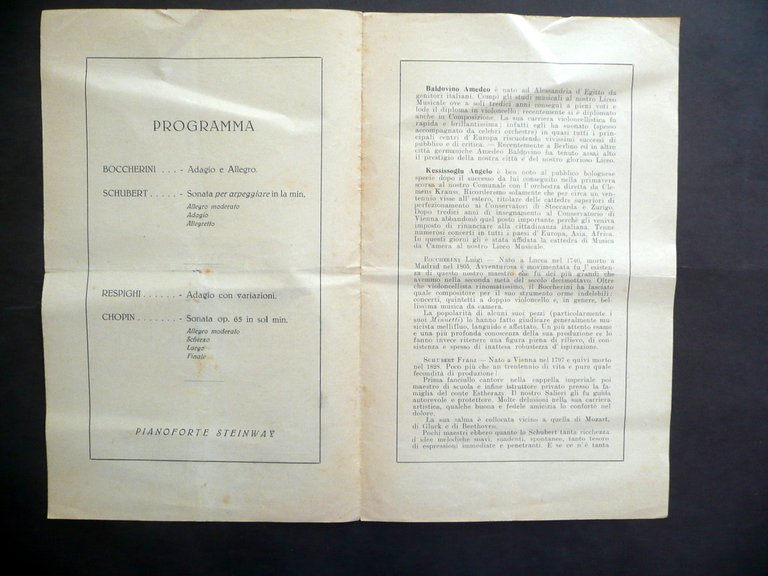 PROGRAMMA
BOCCHERINI . . . - Adagio e Allegro.
SCHUBERT . . . . . - Sonata per arpeggiare in la min.
Allegro moderato
Adagio
Allegretto
RESPIGHI . . . . . . - Adagio con variazioni.
CHOPIN . . . . . . . - Sonata op. 65 in sol min.
Allegro moderato
Scherzo
Largo
Finale
PIANOFORTE STEINWAY
Baldovino Amedeo è nato ad Alessandria d'Egitto da
genitori italiani. Compì gli studi musicali al nostro Liceo
Musicale ove a soli tredici anni conseguì a pieni voti e
lode il diploma in violoncello; recentemente si è diplomato
anche in Composizione. La sua carriera violoncellistica fu
rapida e brillantissima; infatti egli ha suonato (spesso
accompagnato da celebri orchestre) in quasi tutti i prin-
cipali centri d'Europa riscuotendo vivissimi successi di
pubblico e di critica. — Recentemente a Berlino ed in altre
città germaniche Amedeo Baldovino ha tenuto assai alto
il prestigio della nostra città e del nostro glorioso Liceo.
Kessissoglu Angelo è ben noto al pubblico bolognese
specie dopo il successo da lui conseguito nella primavera
scorsa al nostro Comunale con l'orchestra diretta da Cle-
mens Krauss. Ricorderemo solamente che per circa un ven-
tennio visse all'estero, titolare delle cattedre superiori di
perfezionamento ai Conservatori di Stoccarda e Zurigo.
Dopo tredici anni di insegnamento al Conservatorio di
Vienna abbandonò quel posto importante perchè gli veniva
imposto di rinunciare alla cittadinanza italiana. Tenne
numerosi concerti in tutti i paesi d'Europa, Asia, Africa.
In questi giorni gli è stata affidata la cattedra di Musica
da Camera al nostro Liceo Musicale.
BOCCHERINI Luigi — Nato a Lucca nel 1740, morto a
Madrid nel 1805. Avventurosa è movimentata fu l'esisten-
za di questo nostro maestro che fa dei più grandi che
avemmo nella seconda metà del secolo decimottavo. Oltre
che violoncellista rinomatissimo, il Boccherini ha lasciato
quale compositore per il suo strumento orme indelebili:
concerti, quintetti a doppio violoncello e, in genere, bel-
lissima musica da camera.
La popolarità di alcuni suoi pezzi (particolarmente i
suoi Minuetti) lo hanno fatto giudicare generalmente mu-
sicista mellifluo, languido e affettato. Un più attento esame
e una più profonda conoscenza della sua produzione ce lo
fanno invece ritenere una figura piena di rilievo, di con-
sistenza e spesso di inattesa robustezza d'ispirazione.
SCHUBERT Franz — Nato a Vienna nel 1797 e quivi morto
nel 1828. Poco più che un trentennio di vita e pure quale
fecondità di produzione!
Prima fanciullo cantore nella cappella imperiale poi
maestro di scuola e infine istruttore privato presso la fa-
miglia del conte Estherazy. Il nostro Salieri gli fu guida
autorevole e protettore. Molte delusioni nella sua carriera
artistica, qualche buona e fedele amicizia lo conforto nel
dolore.
La sua salma è collocata vicino a quella di Mozart,
di Gluck e di Beethoven.
Pochi maestri ebbero quanto lo Schubert tanta ricchezza
d'idee melodiche suavi, suadenti, spontanee, tanto tesoro
di espressioni immediate e penetranti. E se ce n'è tanta